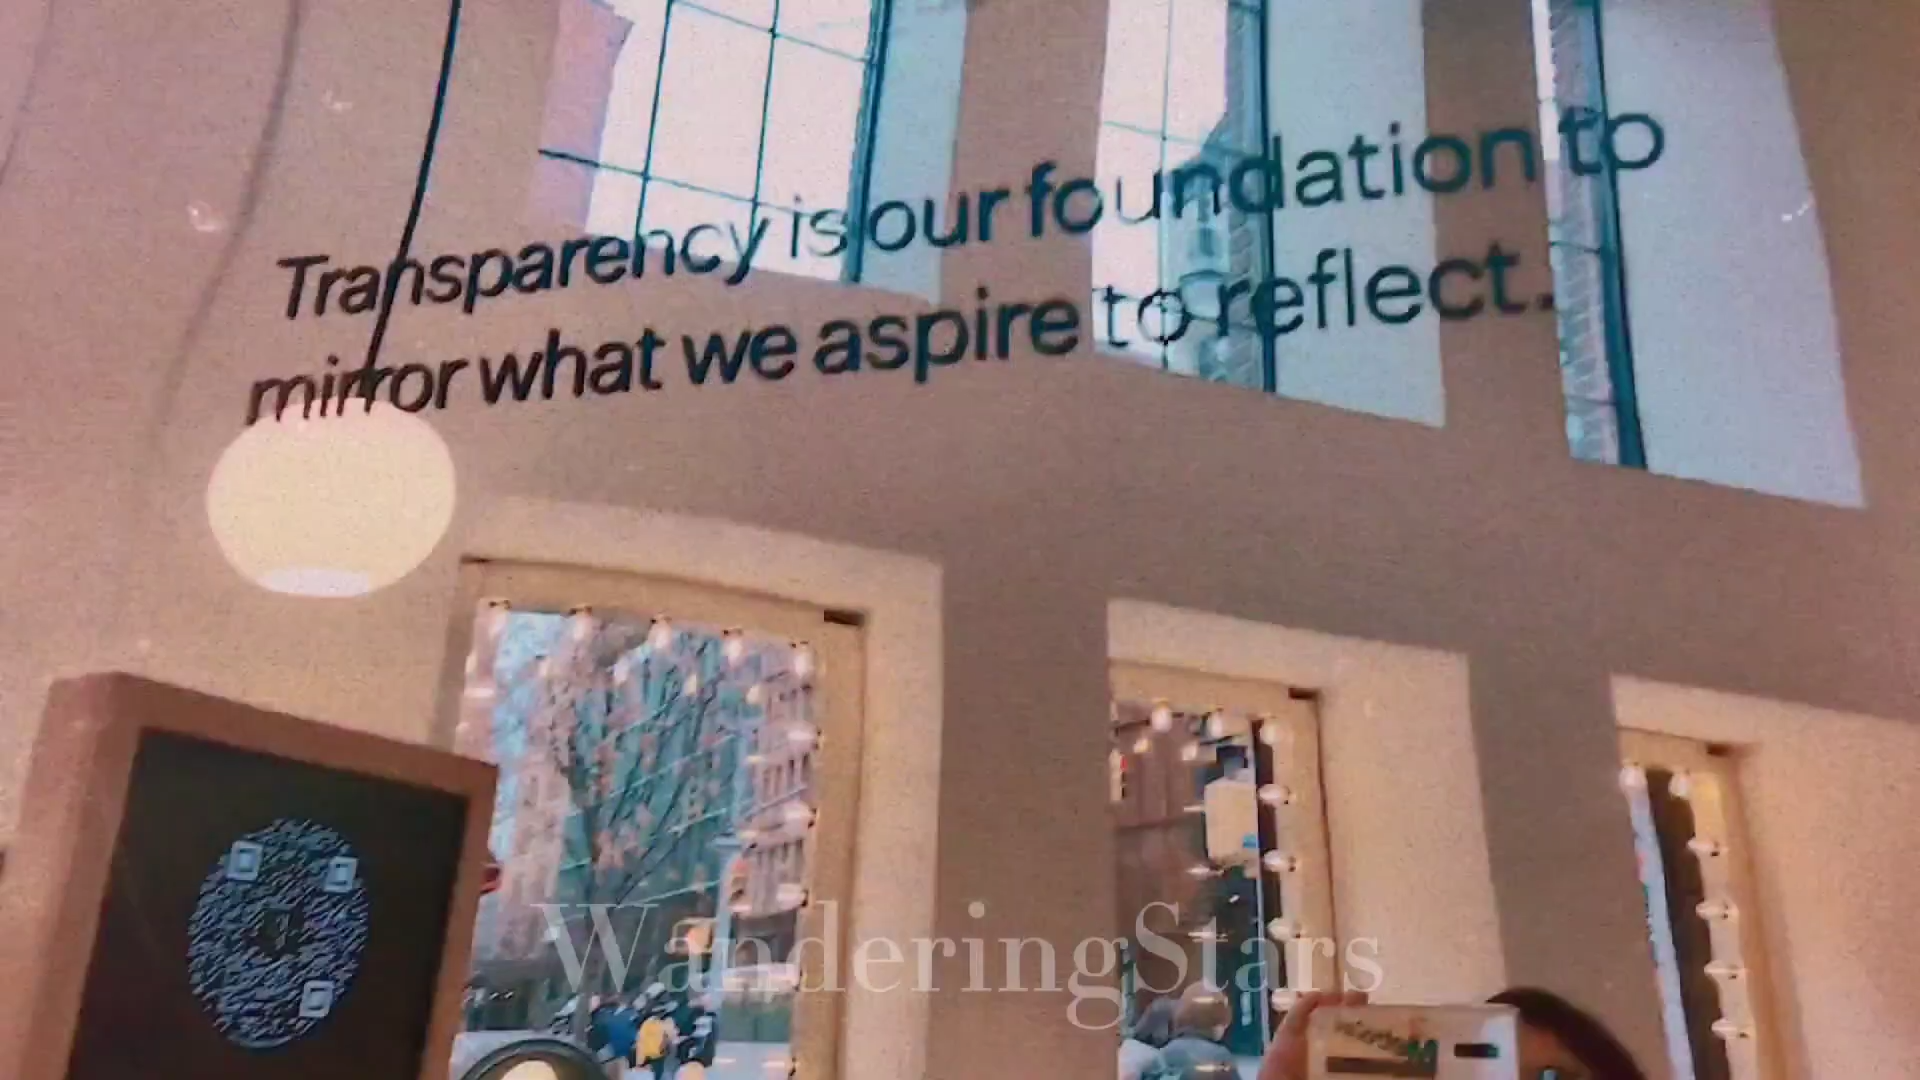 Transparency is our foundation to
mirror what we aspire to reflect.
WanderingStars